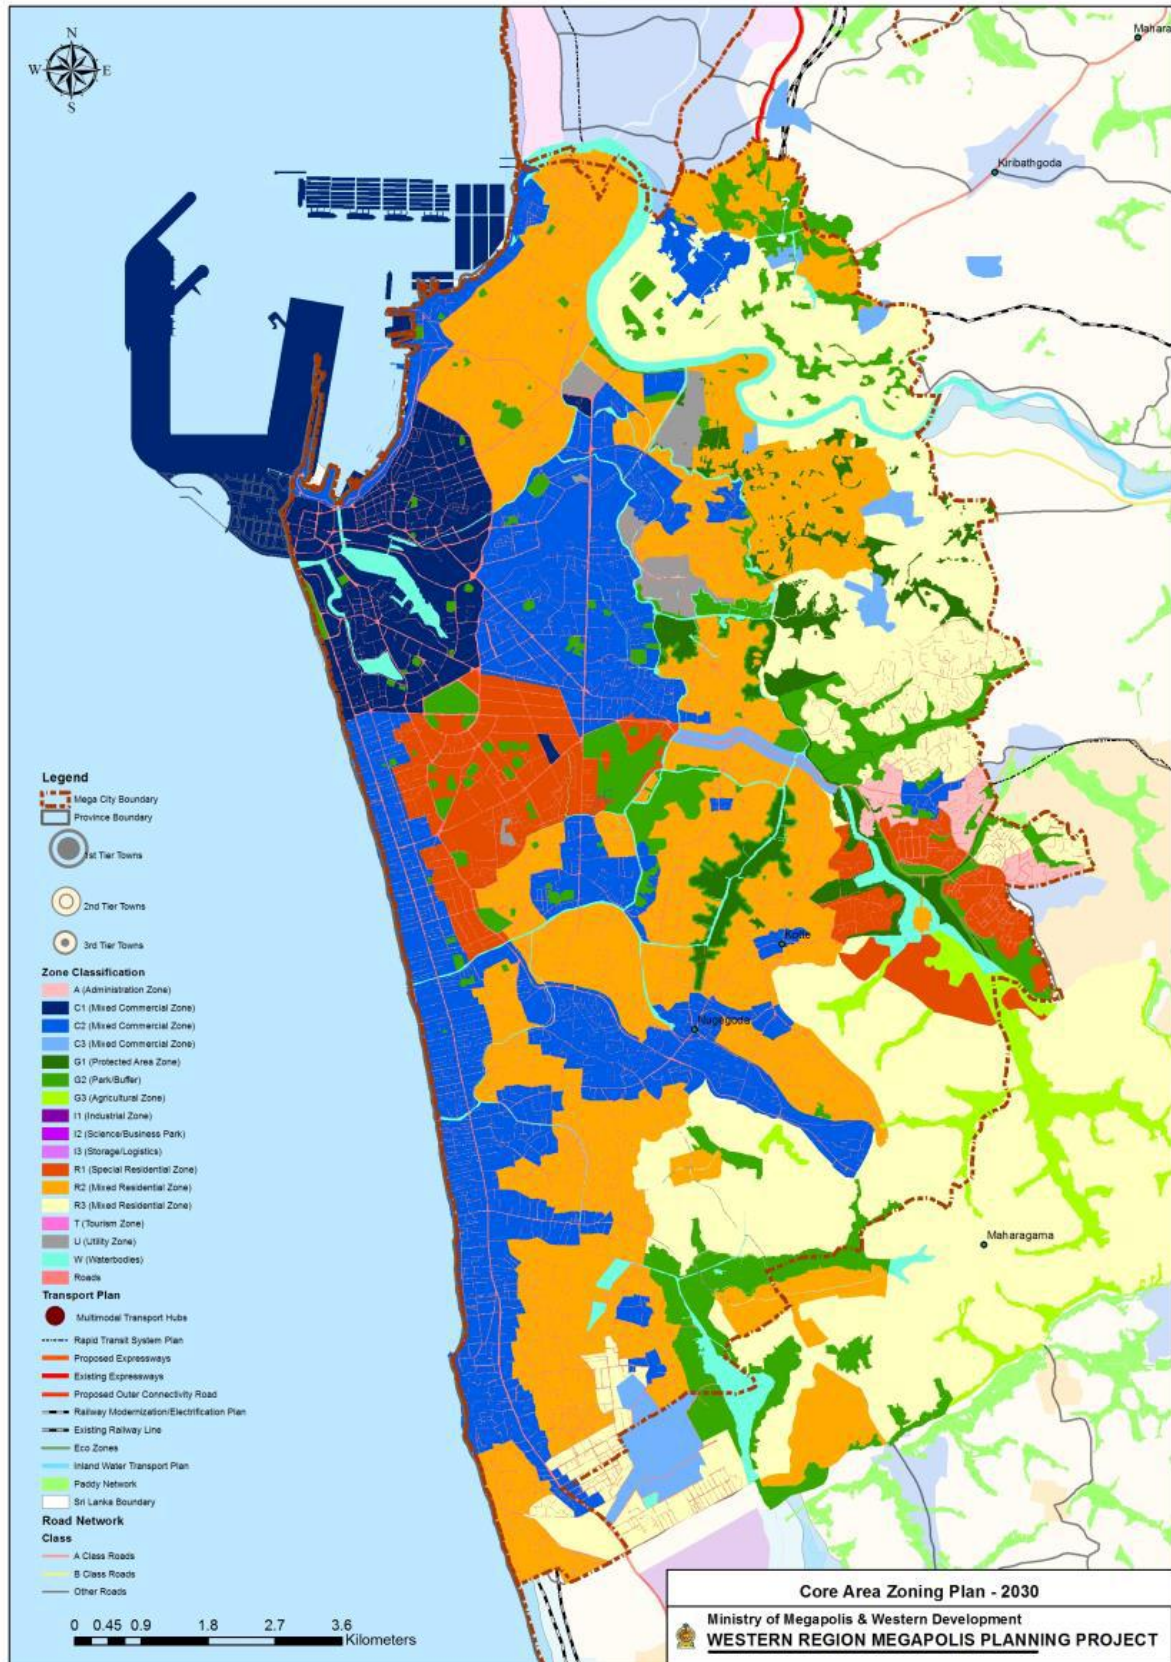 N
W E
S
Mahara
Kiribathgoda
Kotte
Nugegoda
Maharagama
Legend
Mega City Boundary
Province Boundary
1st Tier Towns
2nd Tier Towns
3rd Tier Towns
Zone Classification
A (Administration Zone)
C1 (Mixed Commercial Zone)
C2 (Mixed Commercial Zone)
C3 (Mixed Commercial Zone)
G1 (Protected Area Zone)
G2 (Park/Buffer)
G3 (Agricultural Zone)
I1 (Industrial Zone)
I2 (Science/Business Park)
I3 (Storage/Logistics)
R1 (Special Residential Zone)
R2 (Mixed Residential Zone)
R3 (Mixed Residential Zone)
T (Tourism Zone)
U (Utility Zone)
W (Waterbodies)
Roads
Transport Plan
Multimodal Transport Hubs
Rapid Transit System Plan
Proposed Expressways
Existing Expressways
Proposed Outer Connectivity Road
Railway Modernization/Electrification Plan
Existing Railway Line
Eco Zones
Inland Water Transport Plan
Paddy Network
Sri Lanka Boundary
Road Network
Class
A Class Roads
B Class Roads
Other Roads
0 0.45 0.9 1.8 2.7 3.6
Kilometers
Core Area Zoning Plan - 2030
Ministry of Megapolis & Western Development
WESTERN REGION MEGAPOLIS PLANNING PROJECT